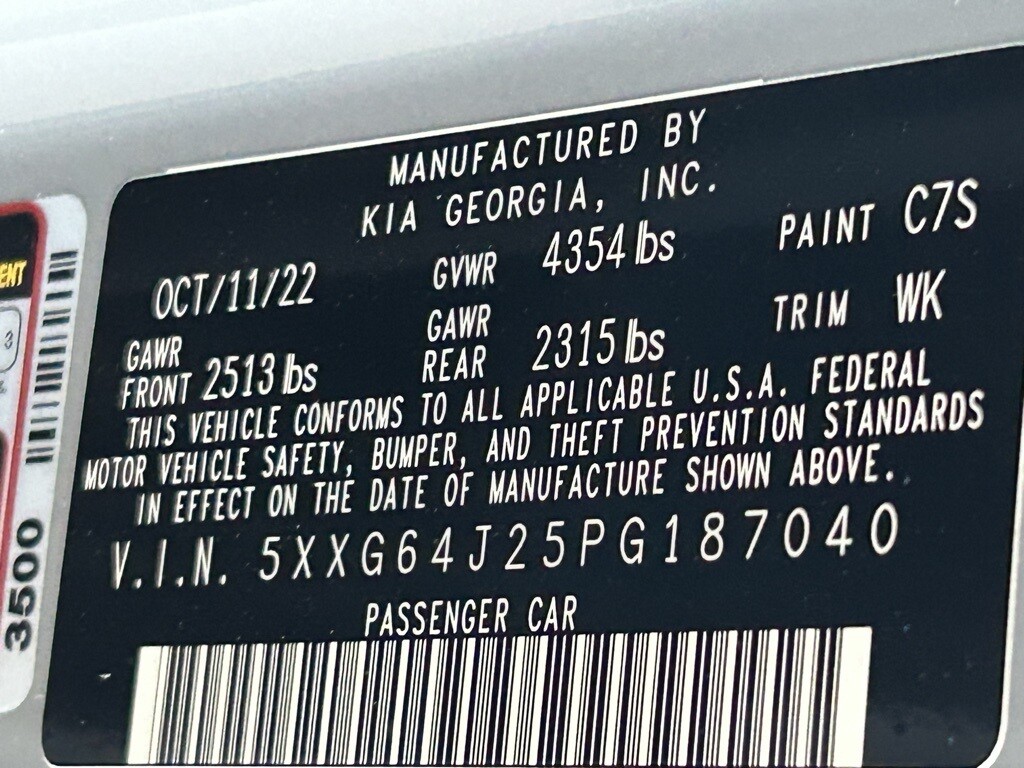 MANUFACTURED BY
KIA GEORGIA, INC.
OCT/11/22 GVWR 4354 lbs PAINT C7S
GAWR FRONT 2513 lbs GAWR REAR 2315 lbs TRIM WK
THIS VEHICLE CONFORMS TO ALL APPLICABLE U.S.A. FEDERAL
MOTOR VEHICLE SAFETY, BUMPER, AND THEFT PREVENTION STANDARDS
IN EFFECT ON THE DATE OF MANUFACTURE SHOWN ABOVE.
V.I.N. 5XXG64J25PG187040
PASSENGER CAR
3500
3